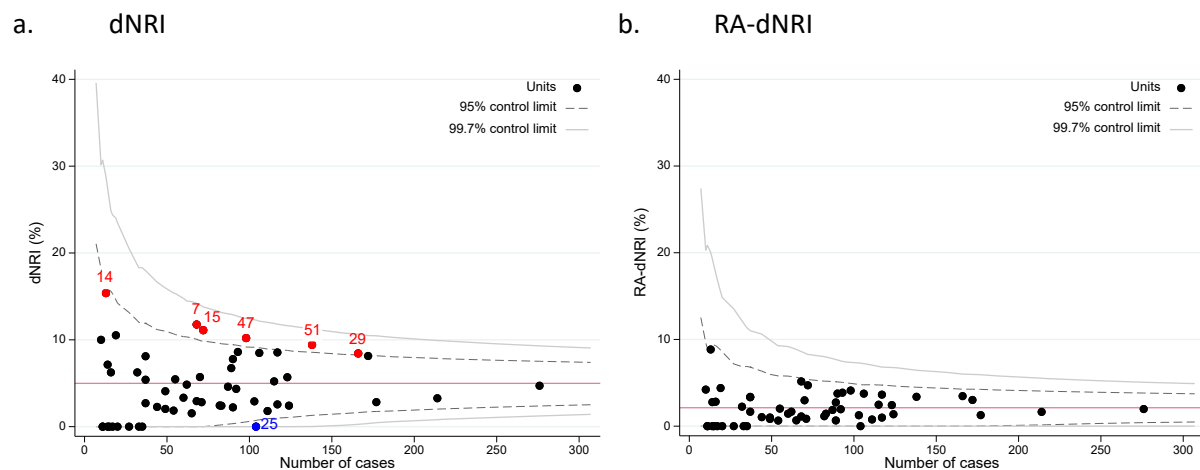 a. dNRI
b. RA-dNRI
40
30
20
10
0
dNRI (%)
Units
95% control limit
99.7% control limit
14
7
15
47
51
29
25
0 50 100 150 200 250 300
Number of cases
40
30
20
10
0
RA-dNRI (%)
Units
95% control limit
99.7% control limit
0 50 100 150 200 250 300
Number of cases